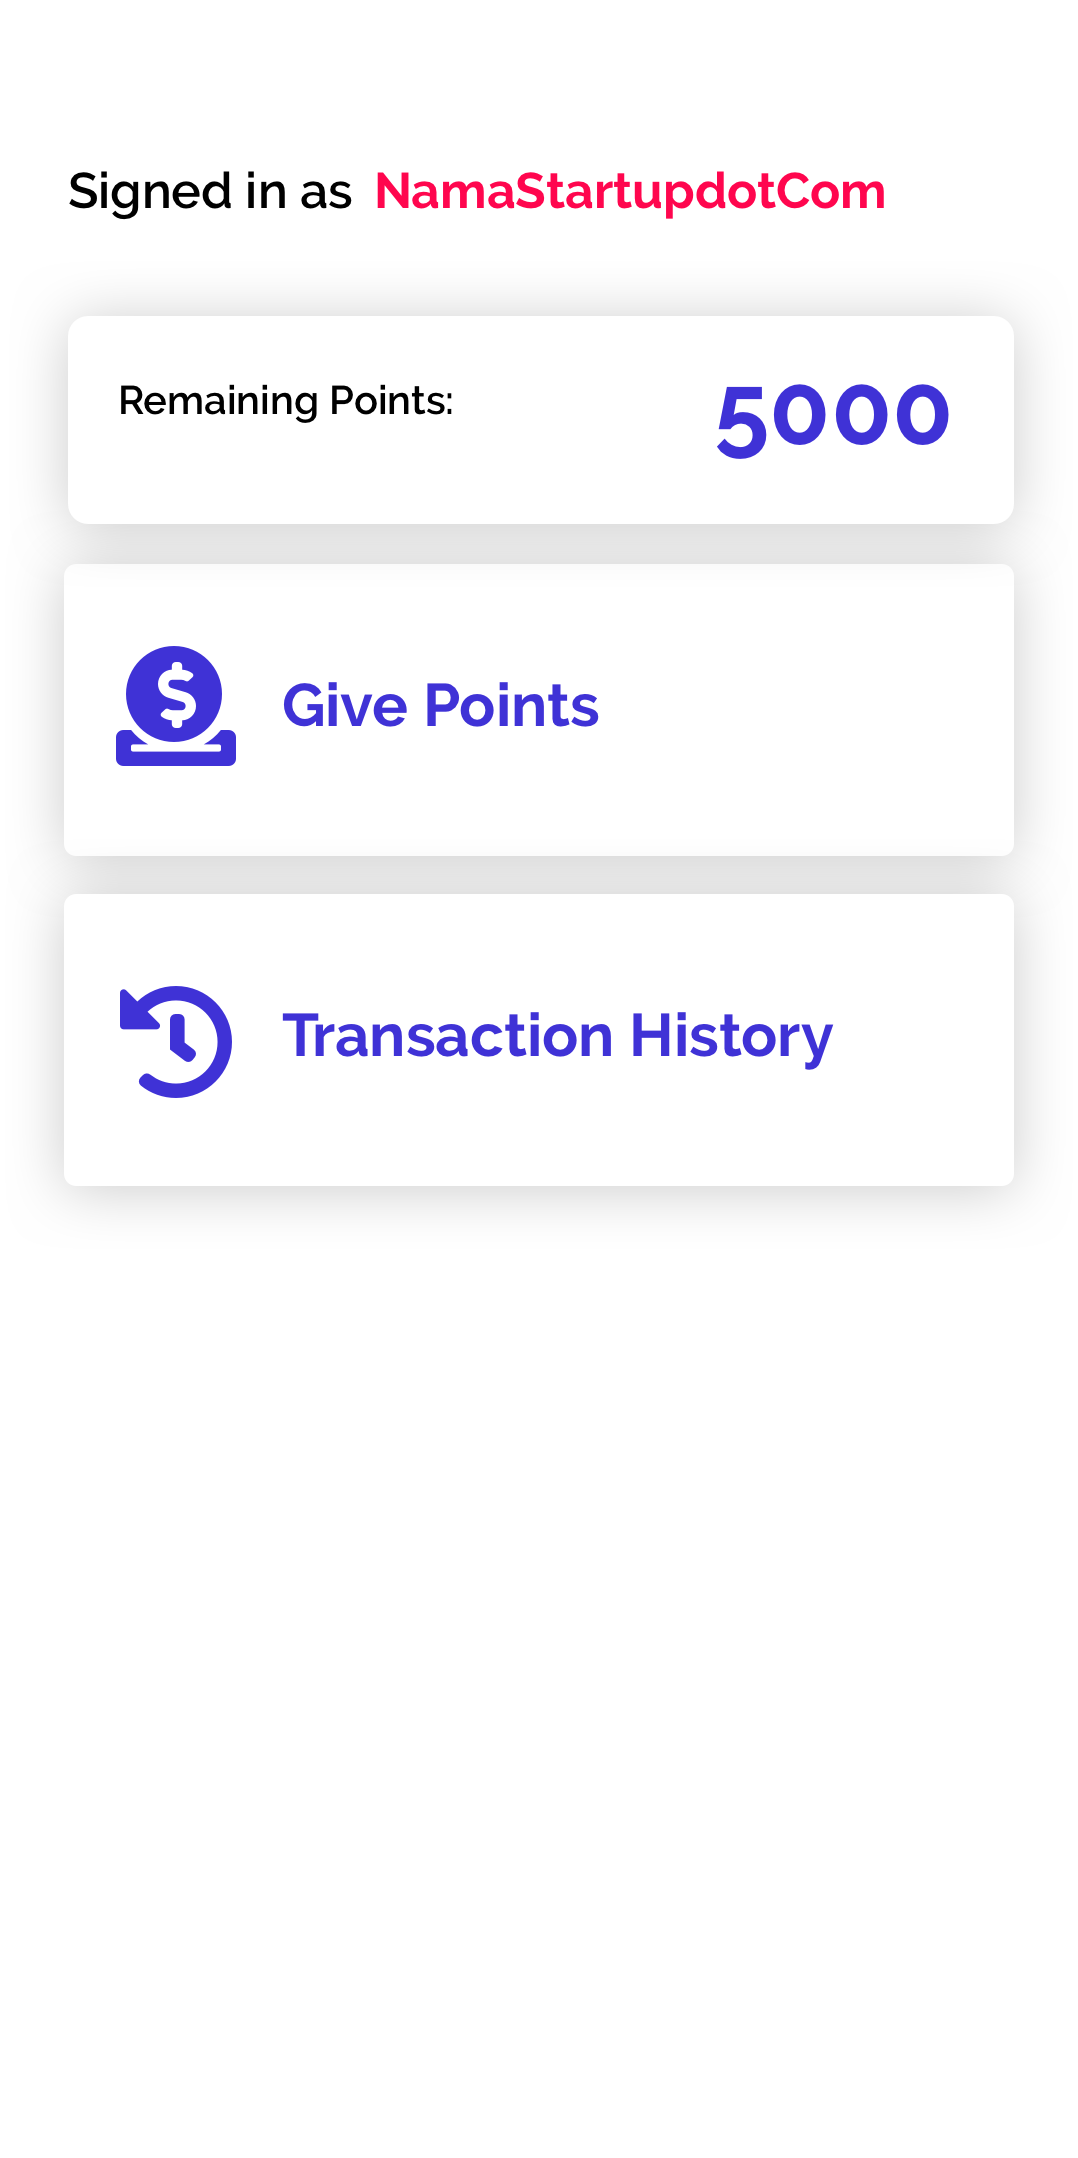 Signed in as NamaStartupdotCom
Remaining Points: 5000
$
Give Points
Transaction History